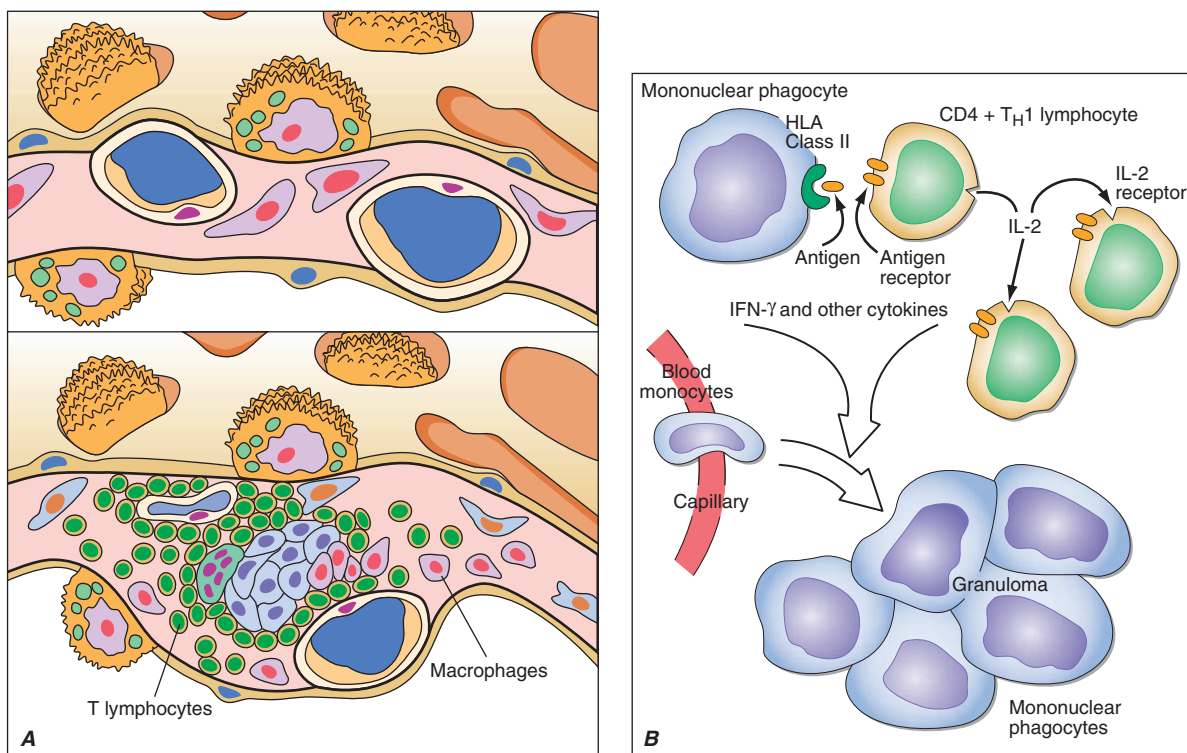 T lymphocytes
Macrophages
A
Mononuclear phagocyte
HLA
Class II
CD4 + TH1 lymphocyte
IL-2
receptor
IL-2
Antigen
Antigen
receptor
IFN-γ and other cytokines
Blood
monocytes
Capillary
Granuloma
Mononuclear
phagocytes
B